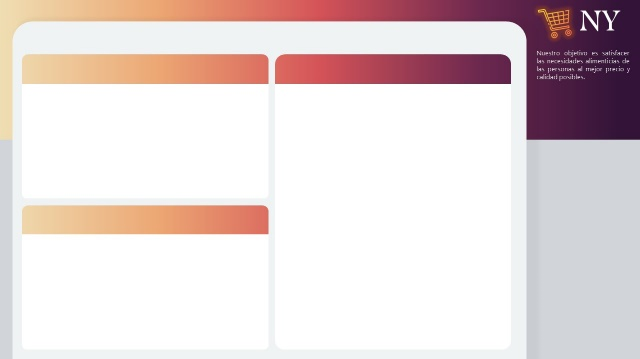 NY
Nuestro objetivo es satisfacer
las necesidades alimenticias de
las personas al mejor precio y
calidad posibles.